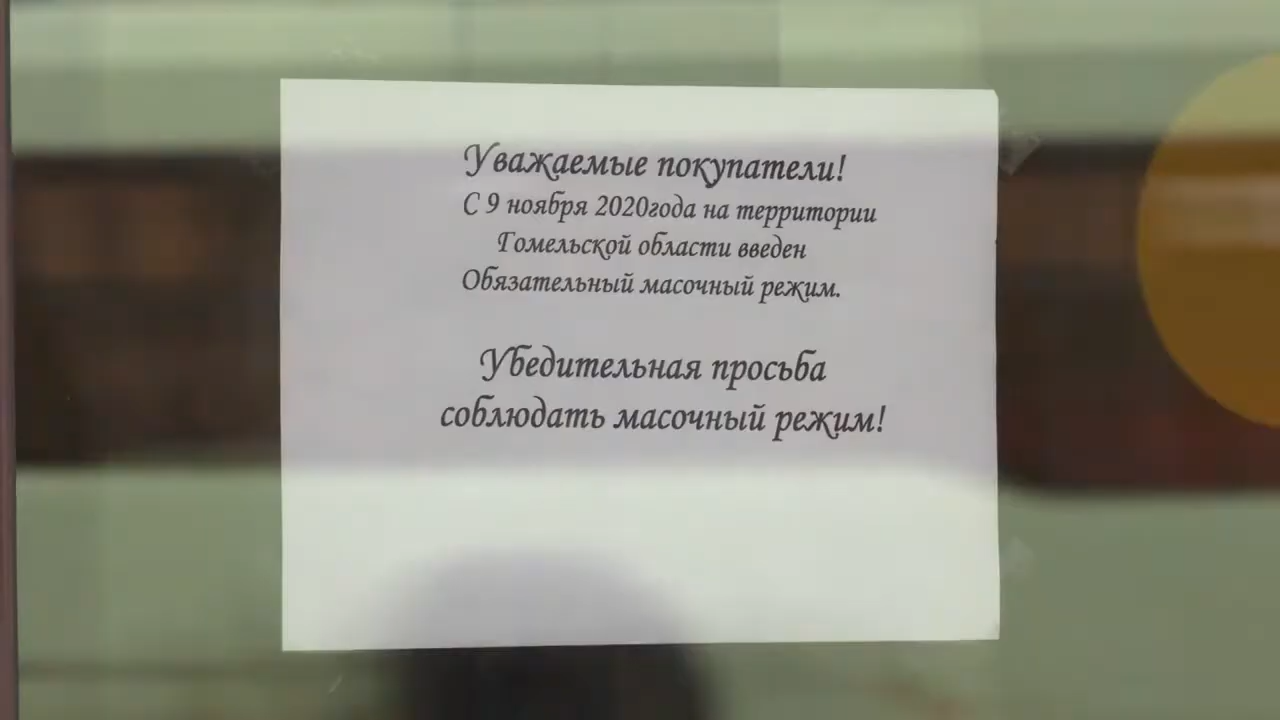 Уважаемые покупатели!
С 9 ноября 2020года на территории
Гомельской области введен
Обязательный масочный режим.
Убедительная просьба
соблюдать масочный режим!